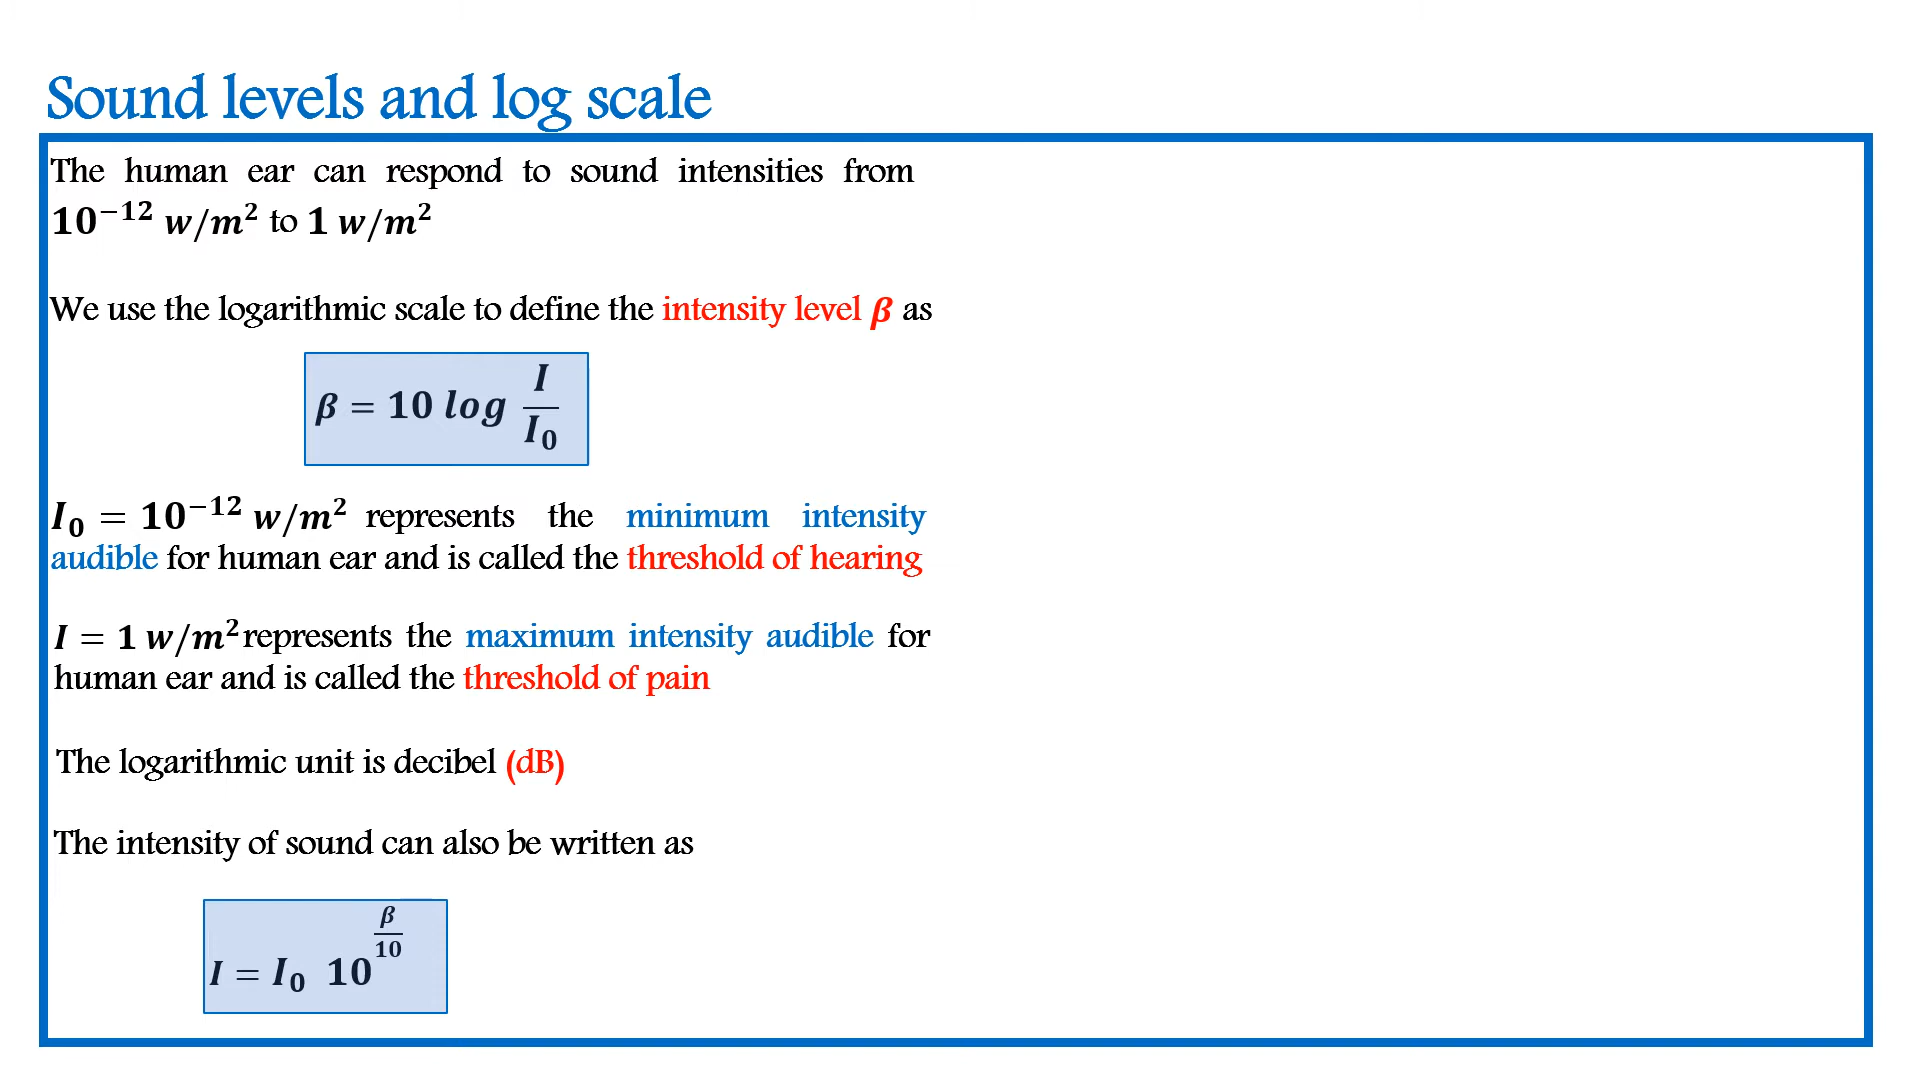 Sound levels and log scale
The human ear can respond to sound intensities from
10⁻¹² w/m² to 1 w/m²
We use the logarithmic scale to define the intensity level β as
β = 10 log I/I₀
I₀ = 10⁻¹² w/m² represents the minimum intensity
audible for human ear and is called the threshold of hearing
I = 1 w/m² represents the maximum intensity audible for
human ear and is called the threshold of pain
The logarithmic unit is decibel (dB)
The intensity of sound can also be written as
I = I₀ 10^(β/10)